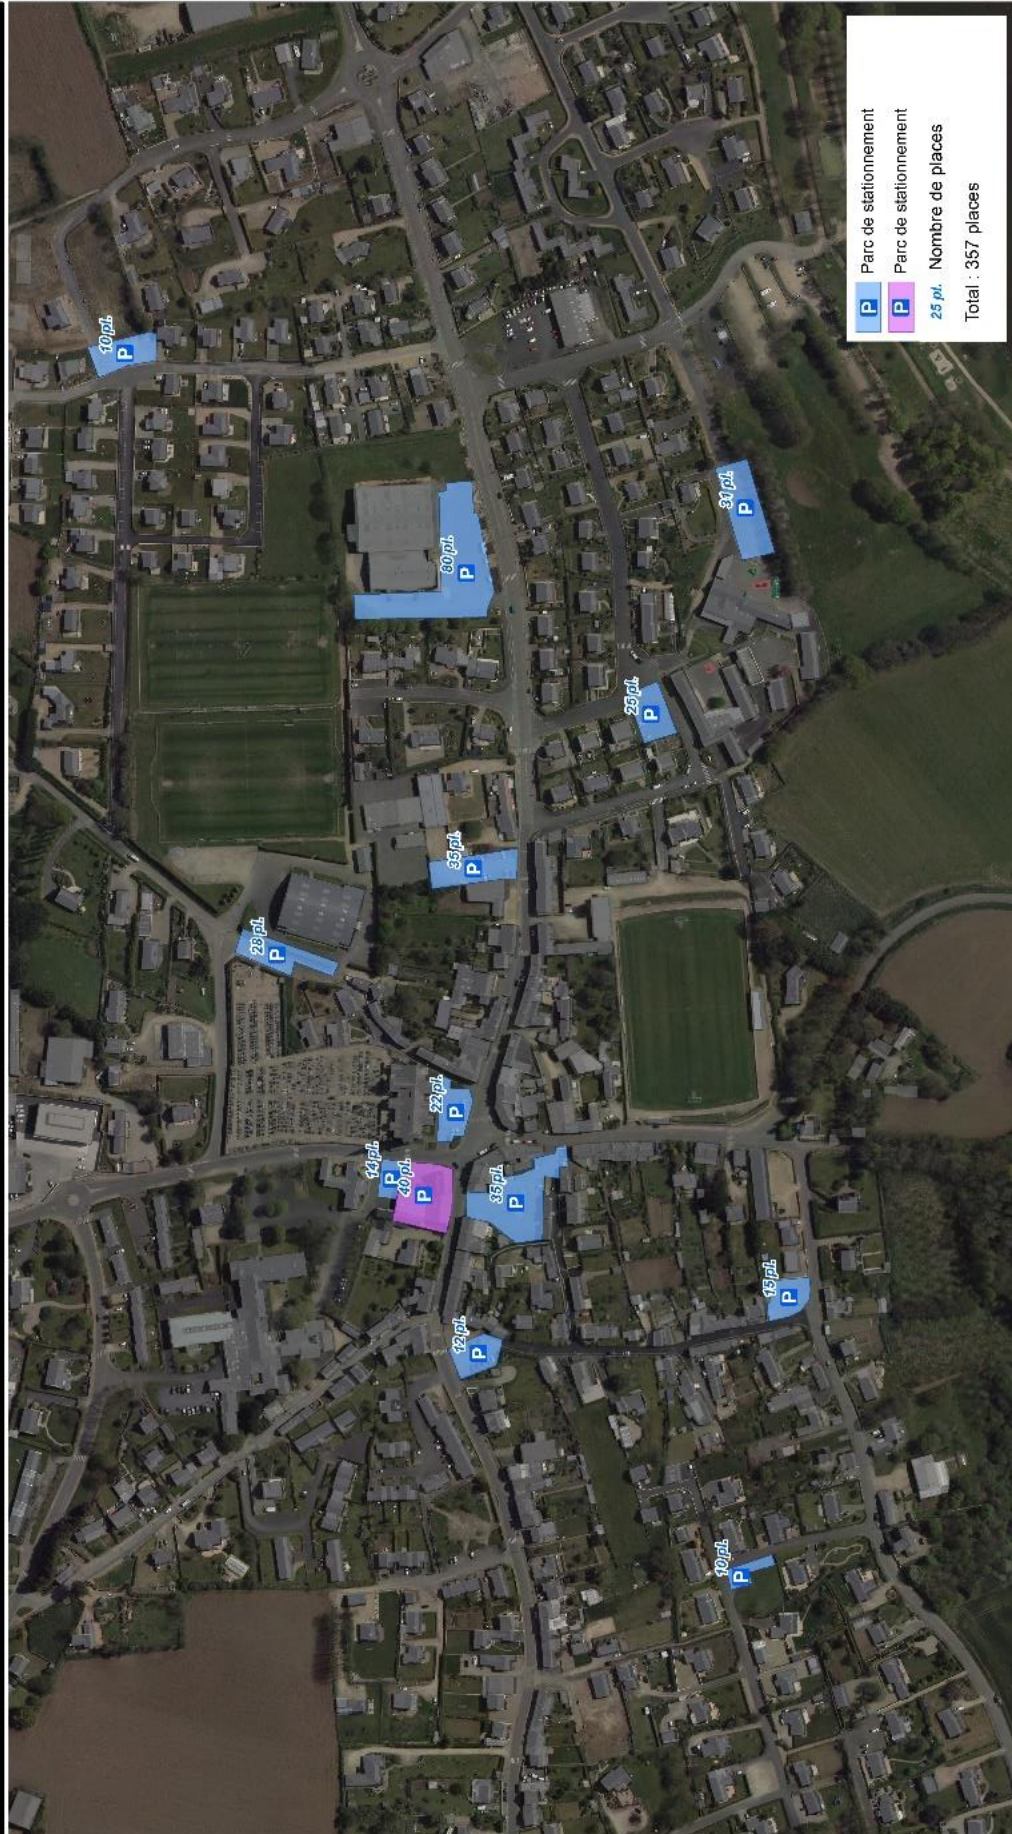 10 pl.
P
28 pl.
P
14 pl.
P
40 pl.
P
22 pl.
P
80 pl.
P
35 pl.
P
12 pl.
P
35 pl.
P
25 pl.
P
10 pl.
P
31 pl.
P
15 pl.
P
P Parc de stationnement
P Parc de stationnement
25 pl. Nombre de places
Total : 357 places